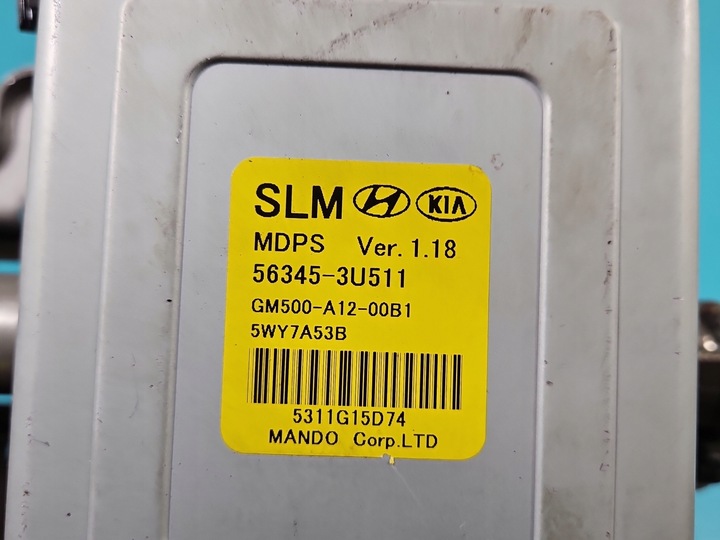 SLM KIA
MDPS Ver. 1.18
56345-3U511
GM500-A12-00B1
5WY7A53B
5311G15D74
MANDO Corp.LTD